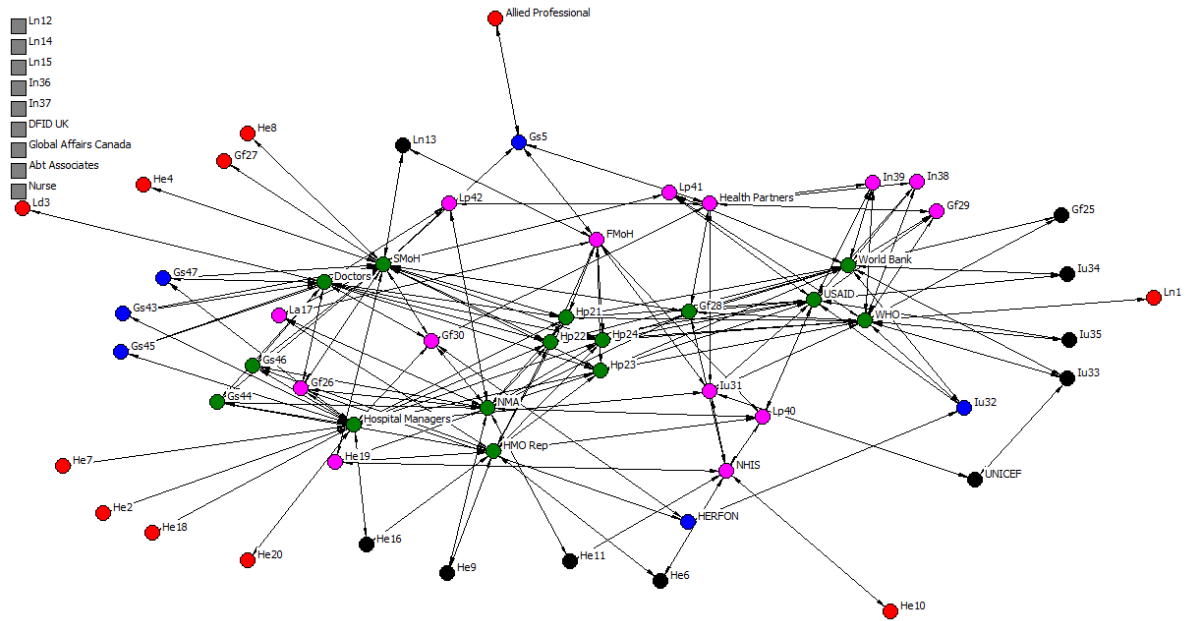 Ln12
Ln14
Ln15
In36
In37
DFID UK
Global Affairs Canada
Abt Associates
Nurse
Ld3
Allied Professional
He8
Gf27
He4
Ln13
Gs5
Lp42
Lp41
Health Partners
In39
In38
Gf29
Gf25
FMoH
SMoH
Doctors
World Bank
Iu34
Gs47
Gs43
Gs45
La17
Hp21
Gf28
USAID
WHO
Ln1
Gf30
Hp22
Hp24
Iu35
Gs46
Hp23
Iu33
Gf26
Iu31
Gs44
NMA
Iu32
Hospital Managers
Lp40
HMO Rep
He19
NHIS
He7
UNICEF
He2
He18
HERFON
He16
He20
He9
He11
He6
He10